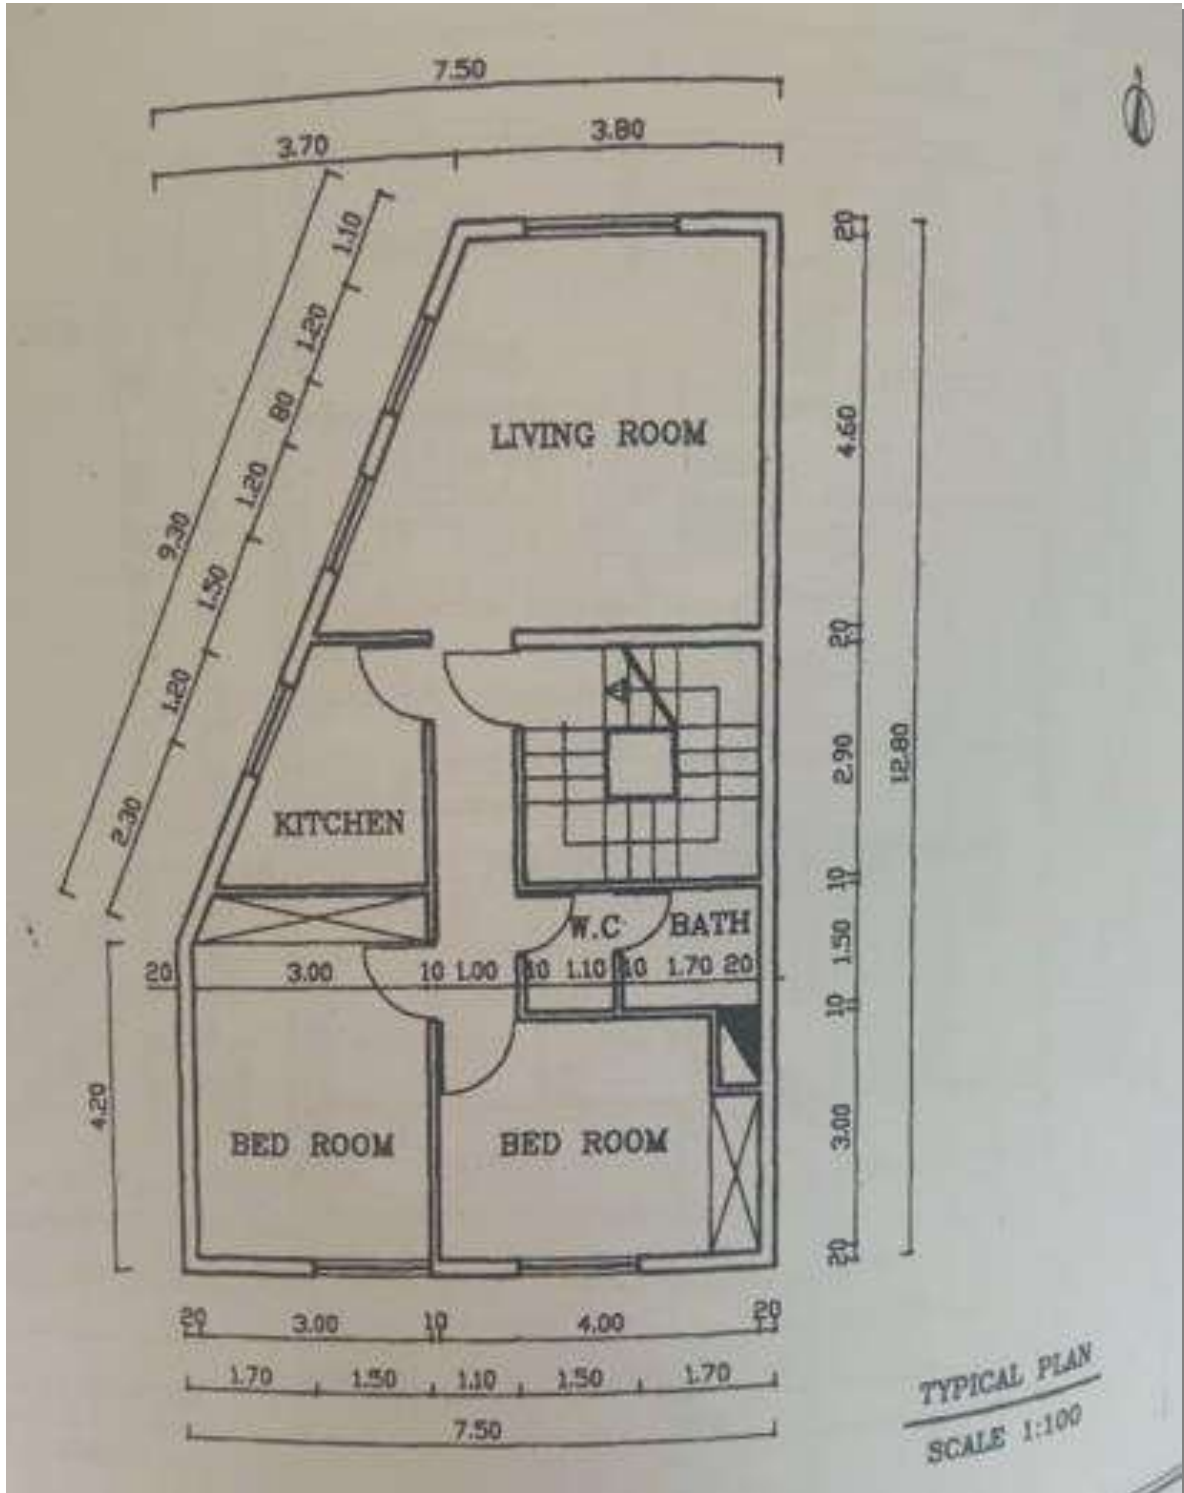 7.50
3.70 3.80
1.10
1.20
80
1.20
1.50
1.20
2.30
9.30
20
4.60
20
2.90
10
1.50
10
3.00
20
12.80
LIVING ROOM
KITCHEN
W.C BATH
20 3.00 10 1.00 10 1.10 10 1.70 20
4.20
BED ROOM BED ROOM
20 3.00 10 4.00 20
1.70 1.50 1.10 1.50 1.70
7.50
TYPICAL PLAN
SCALE 1:100